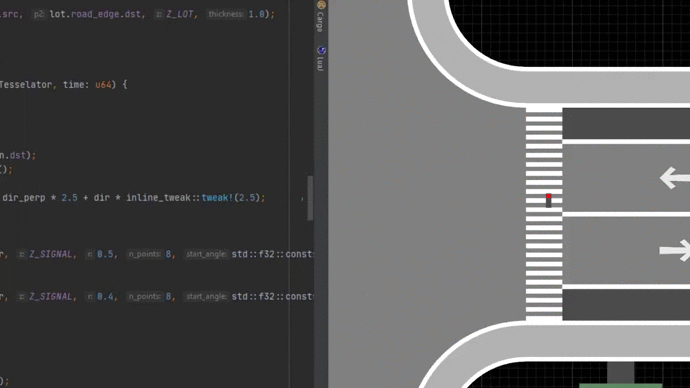 .src, p2: lot.road_edge.dst, z: Z_LOT, thickness: 1.0);
Tesselator, time: u64) {
n.dst);
();
dir_perp * 2.5 + dir * inline_tweak::tweak!(2.5);
r, z: Z_SIGNAL, r: 0.5, n_points: 8, start_angle: std::f32::const
r, z: Z_SIGNAL, r: 0.4, n_points: 8, start_angle: std::f32::const
);
Cargo
Lua!